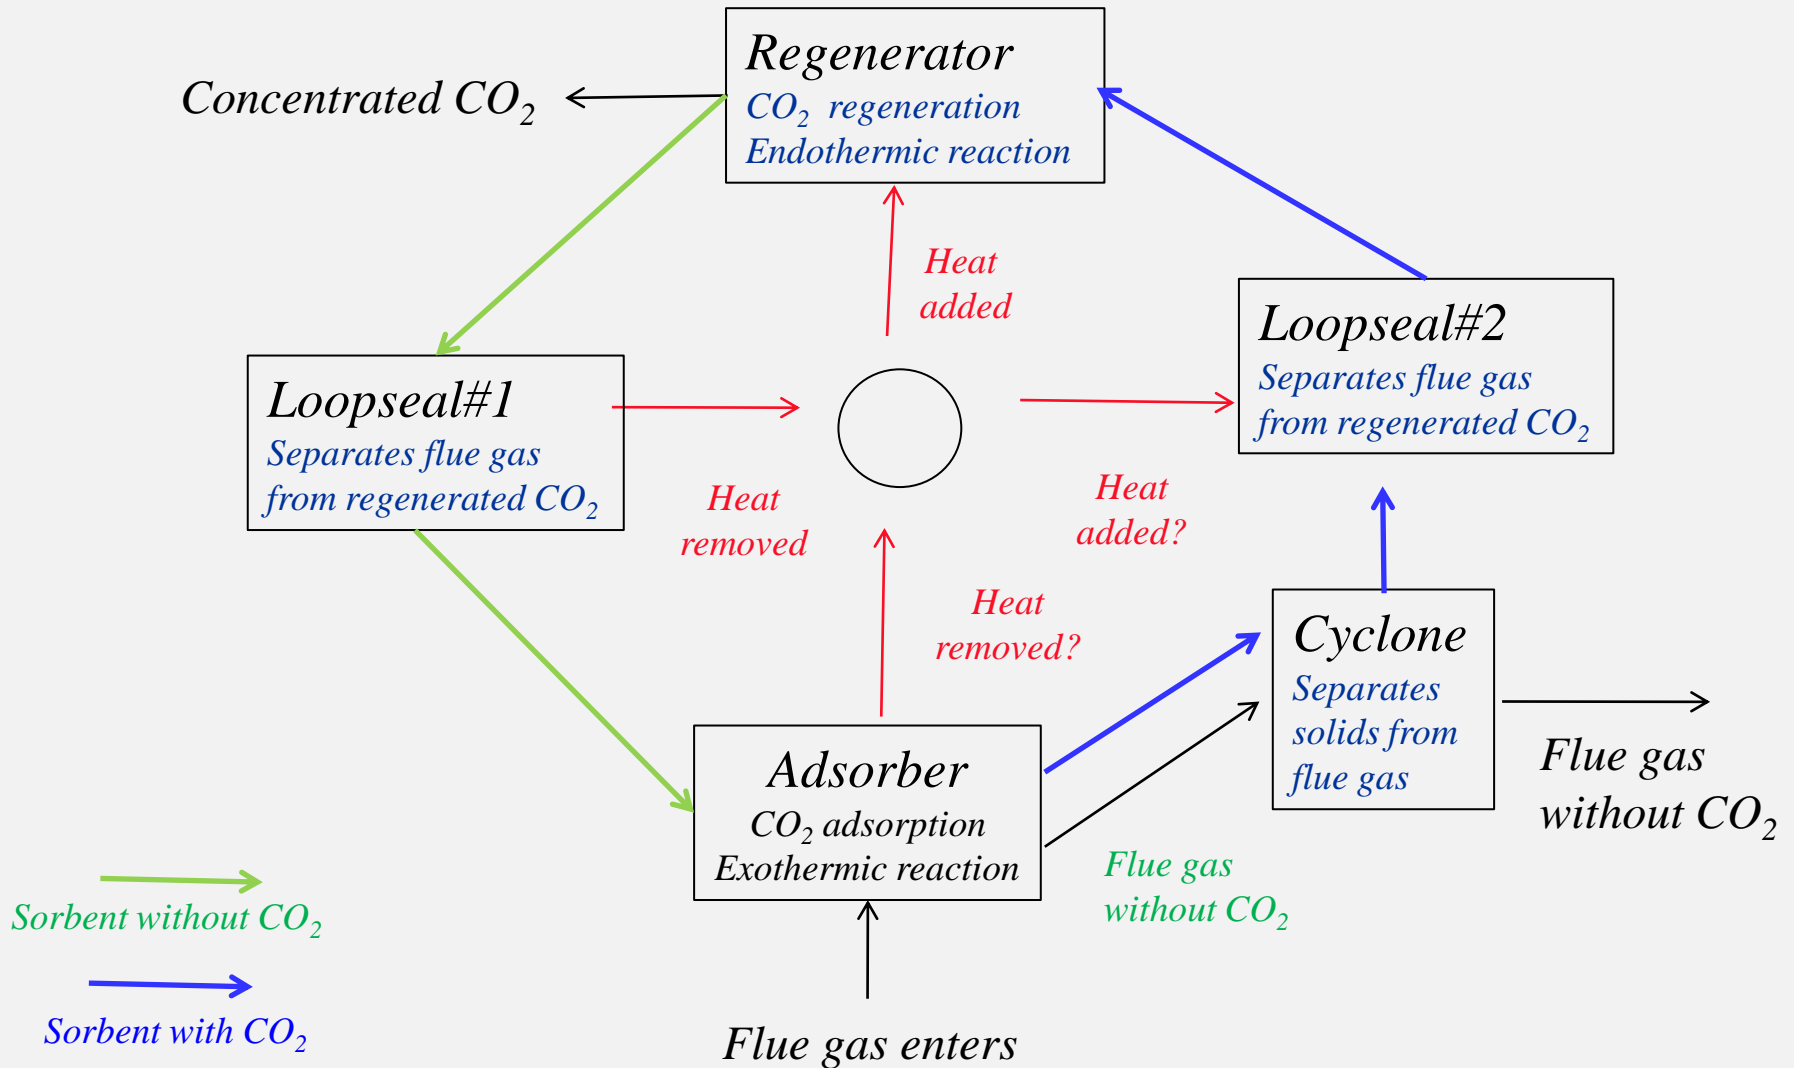 Regenerator
CO₂ regeneration
Endothermic reaction
Concentrated CO₂
Heat
added
Loopseal#2
Separates flue gas
from regenerated CO₂
Loopseal#1
Separates flue gas
from regenerated CO₂
Heat
removed
Heat
added?
Heat
removed?
Cyclone
Separates
solids from
flue gas
Flue gas
without CO₂
Adsorber
CO₂ adsorption
Exothermic reaction
Flue gas
without CO₂
Sorbent without CO₂
Sorbent with CO₂
Flue gas enters